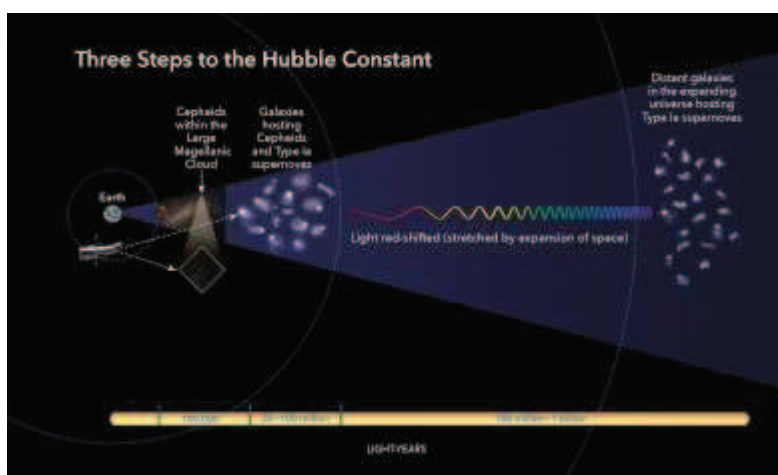 Three Steps to the Hubble Constant
Cepheids
within the
Large
Magellanic
Cloud
Galaxies
hosting
Cepheids
and Type Ia
supernovae
Distant galaxies
in the expanding
universe hosting
Type Ia supernovae
Earth
Light red-shifted (stretched by expansion of space)
LIGHT-YEARS